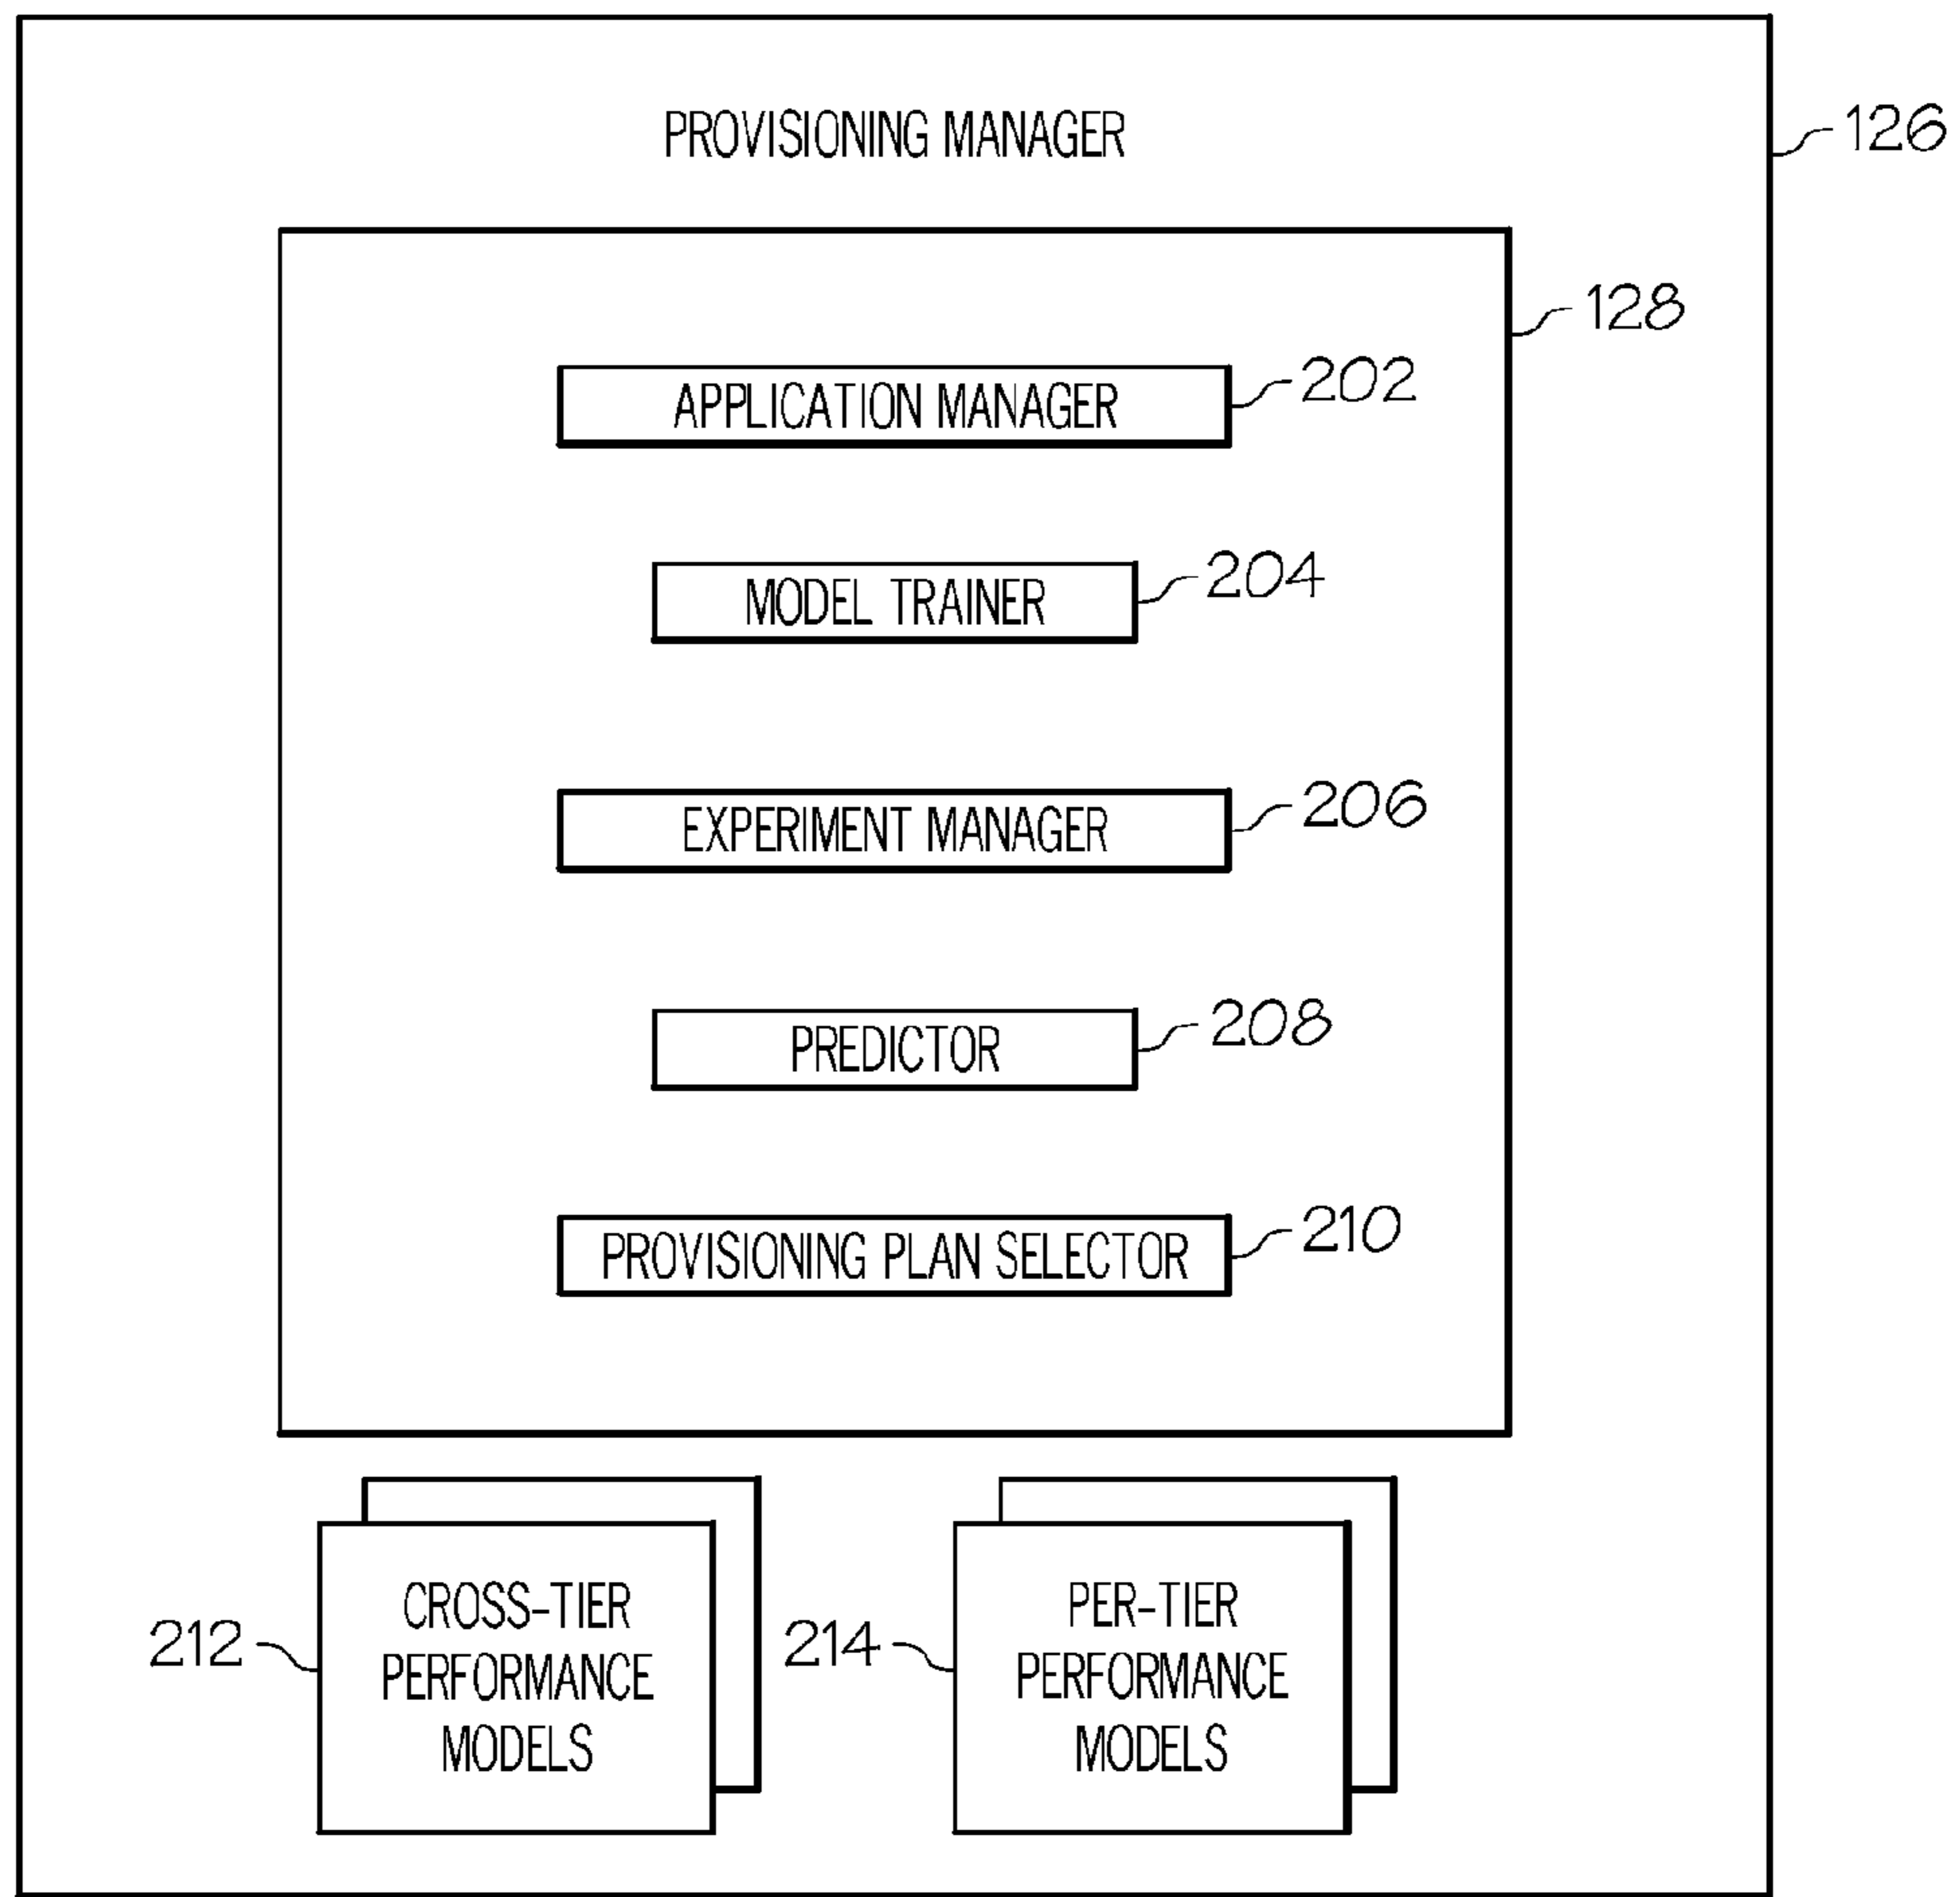 PROVISIONING MANAGER
126
128
APPLICATION MANAGER
202
MODEL TRAINER
204
EXPERIMENT MANAGER
206
PREDICTOR
208
PROVISIONING PLAN SELECTOR
210
212
CROSS-TIER
PERFORMANCE
MODELS
214
PER-TIER
PERFORMANCE
MODELS